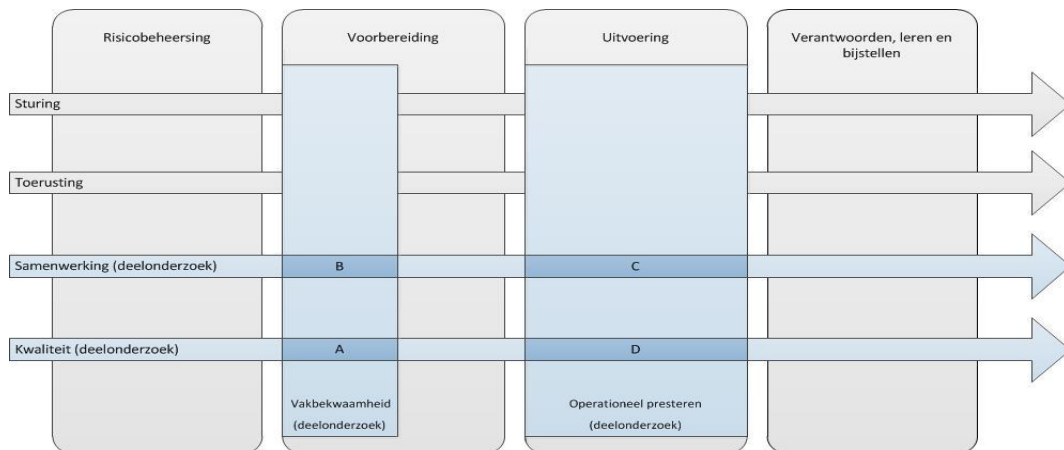 Risicobeheersing
Voorbereiding
Uitvoering
Verantwoorden, leren en
bijstellen
Sturing
Toerusting
Samenwerking (deelonderzoek)
B
C
Kwaliteit (deelonderzoek)
A
D
Vakbekwaamheid
(deelonderzoek)
Operationeel presteren
(deelonderzoek)